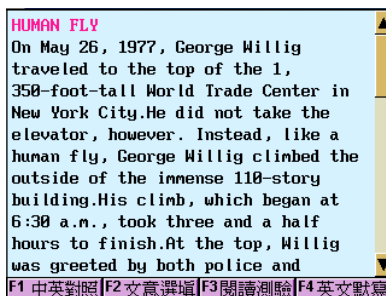 HUMAN FLY
On May 26, 1977, George Willig
traveled to the top of the 1,
350-foot-tall World Trade Center in
New York City.He did not take the
elevator, however. Instead, like a
human fly, George Willig climbed the
outside of the immense 110-story
building.His climb, which began at
6:30 a.m., took three and a half
hours to finish.At the top, Willig
was greeted by both police and
F1 中英對照 F2 文意選填 F3 閱讀測驗 F4 英文默寫